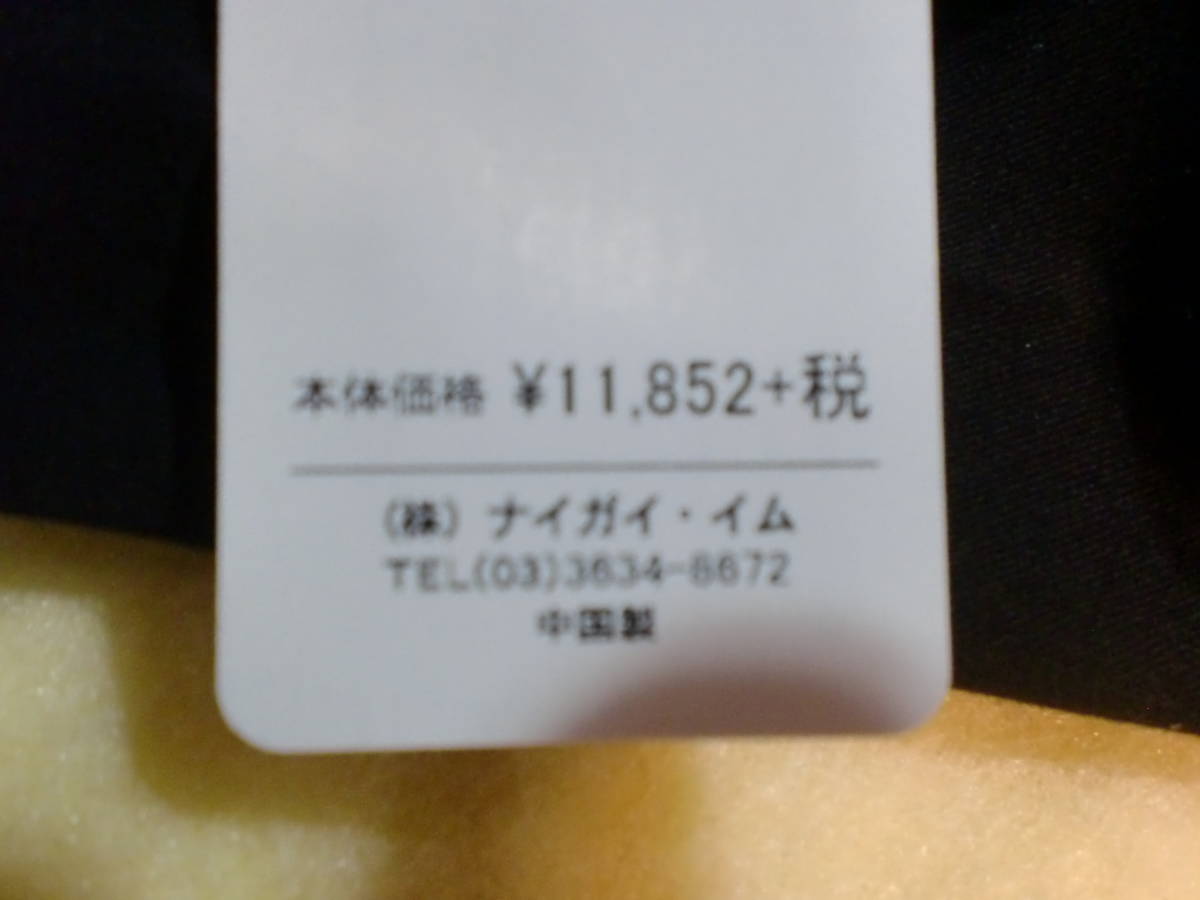 本体価格 ¥11,852+税
(株) ナイガイ・イム
TEL(03)3634-8672
中国製